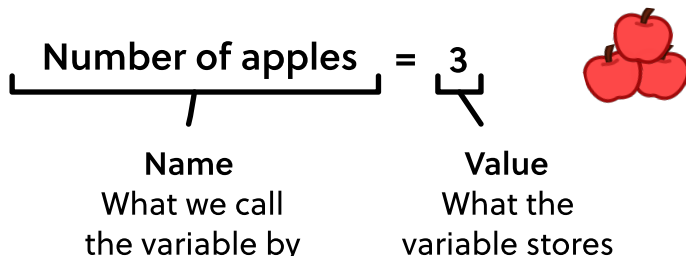 Number of apples = 3
Name Value
What we call What the
the variable by variable stores